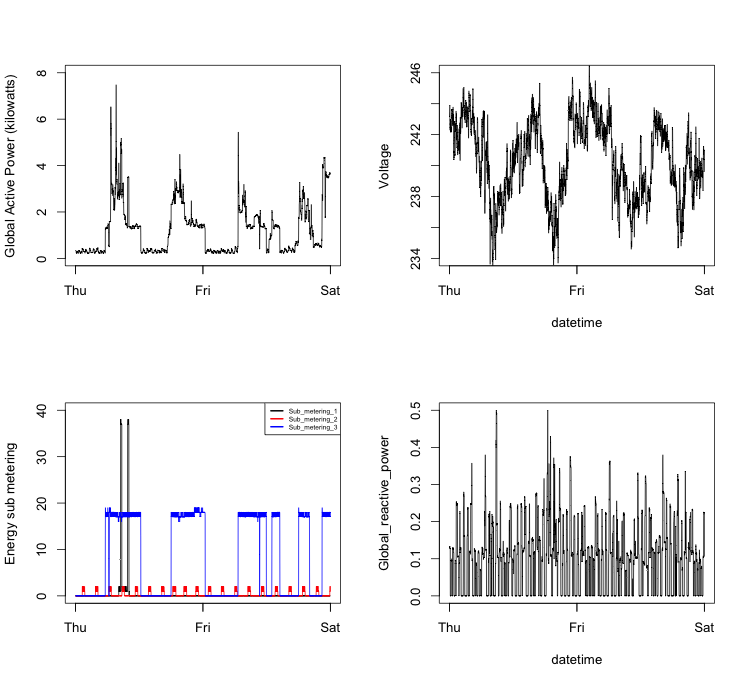 Global Active Power (kilowatts)
8
6
4
2
0
Thu
Fri
Sat
Voltage
246
242
238
234
Thu
Fri
Sat
datetime
Energy sub metering
40
30
20
10
0
Sub_metering_1
Sub_metering_2
Sub_metering_3
Thu
Fri
Sat
Global_reactive_power
0.5
0.4
0.3
0.2
0.1
0.0
Thu
Fri
Sat
datetime